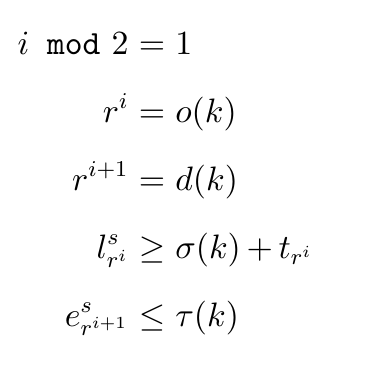 i mod 2 = 1
r^i = o(k)
r^{i+1} = d(k)
l^s_{r^i} ≥ σ(k) + t_{r^i}
e^s_{r^{i+1}} ≤ τ(k)